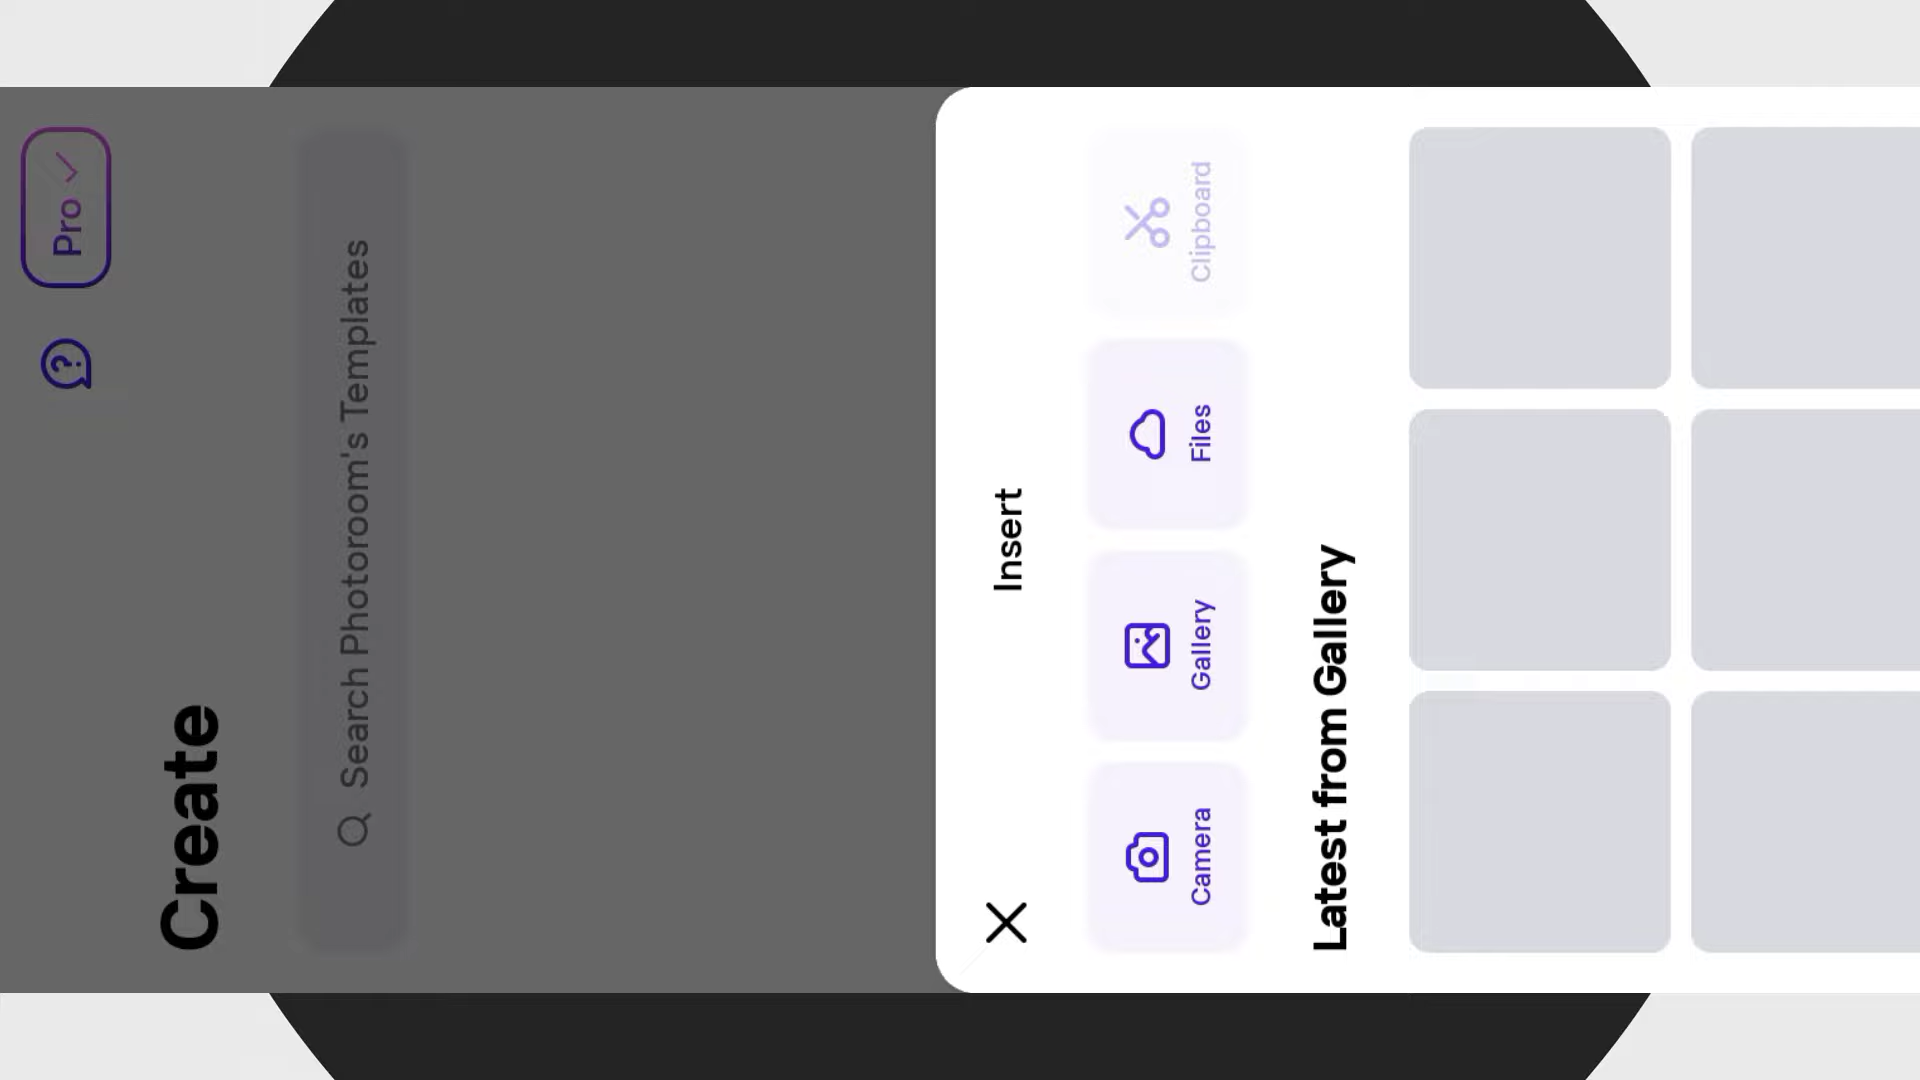 Pro
Create
Search Photoroom's Templates
Insert
Camera
Gallery
Files
Clipboard
Latest from Gallery